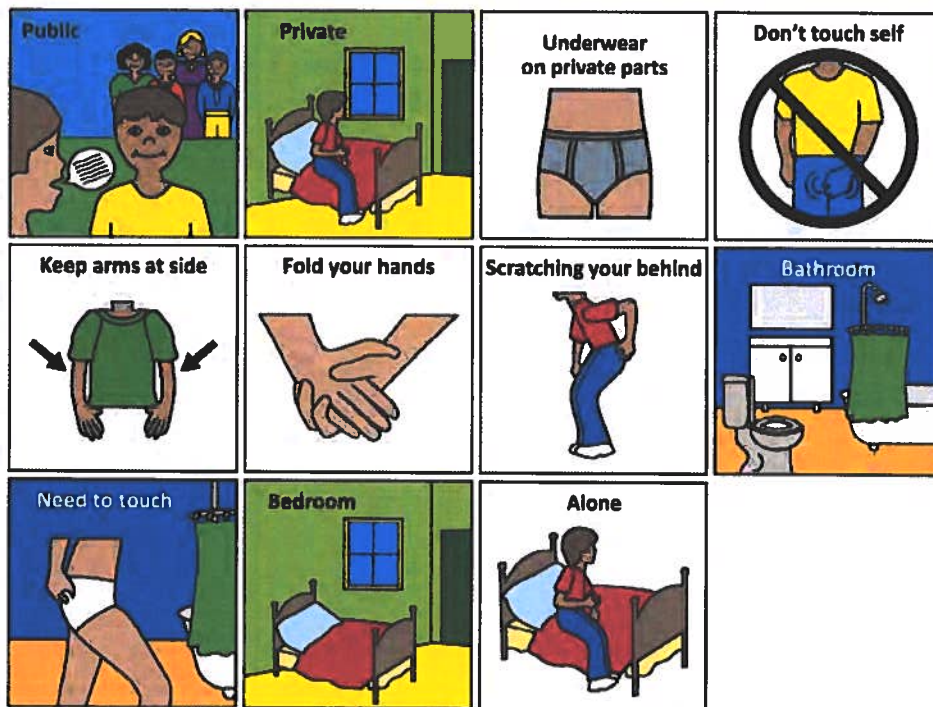 Public
Private
Underwear
on private parts
Don't touch self
Keep arms at side
Fold your hands
Scratching your behind
Bathroom
Need to touch
Bedroom
Alone